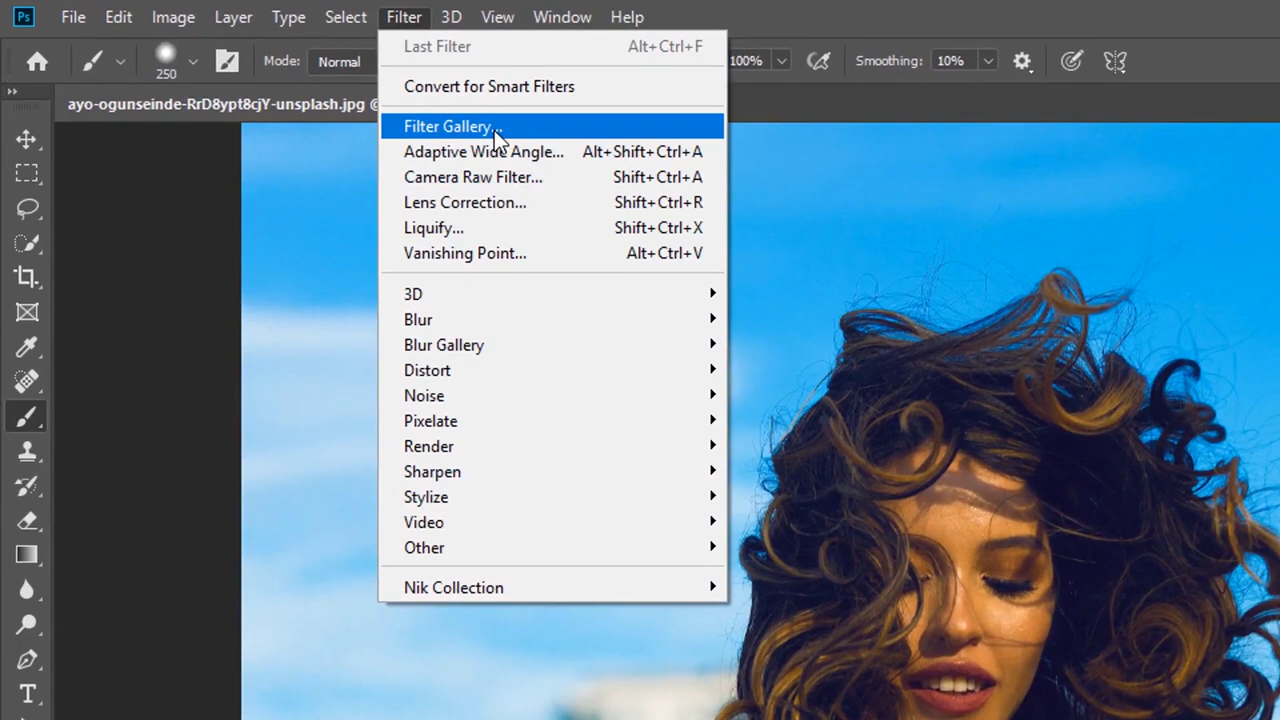 Ps File Edit Image Layer Type Select Filter 3D View Window Help
250 Mode: Normal 100% Smoothing: 10%
ayo-ogunseinde-RrD8ypt8cjY-unsplash.jpg @
Last Filter Alt+Ctrl+F
Convert for Smart Filters
Filter Gallery...
Adaptive Wide Angle... Alt+Shift+Ctrl+A
Camera Raw Filter... Shift+Ctrl+A
Lens Correction... Shift+Ctrl+R
Liquify... Shift+Ctrl+X
Vanishing Point... Alt+Ctrl+V
3D
Blur
Blur Gallery
Distort
Noise
Pixelate
Render
Sharpen
Stylize
Video
Other
Nik Collection